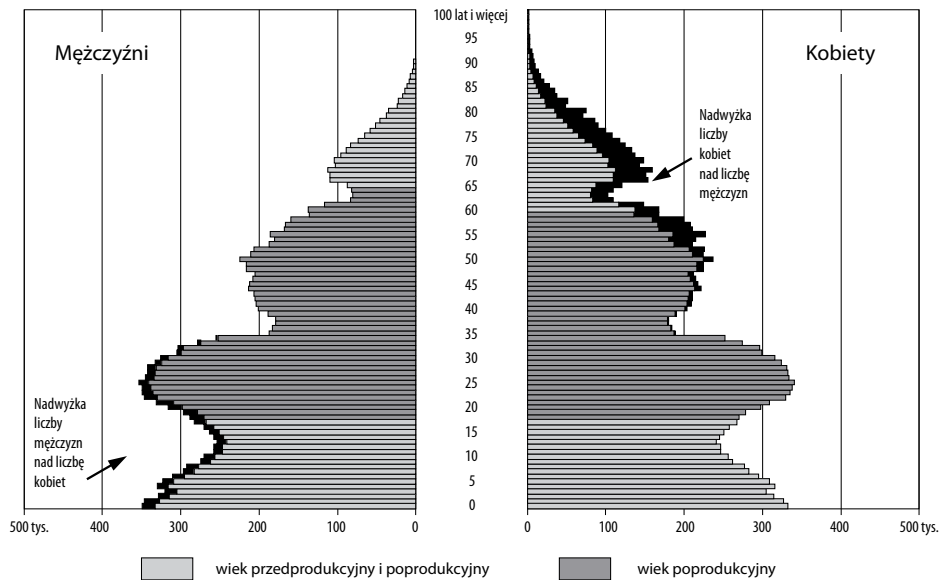 100 lat i więcej
Mężczyźni
Kobiety
95
90
85
80
75
70
65
60
55
50
45
40
35
30
25
20
15
10
5
0
Nadwyżka
liczby
kobiet
nad liczbę
mężczyzn
Nadwyżka
liczby
mężczyzn
nad liczbę
kobiet
500 tys. 400 300 200 100 0
0 100 200 300 400 500 tys.
wiek przedprodukcyjny i poprodukcyjny
wiek poprodukcyjny